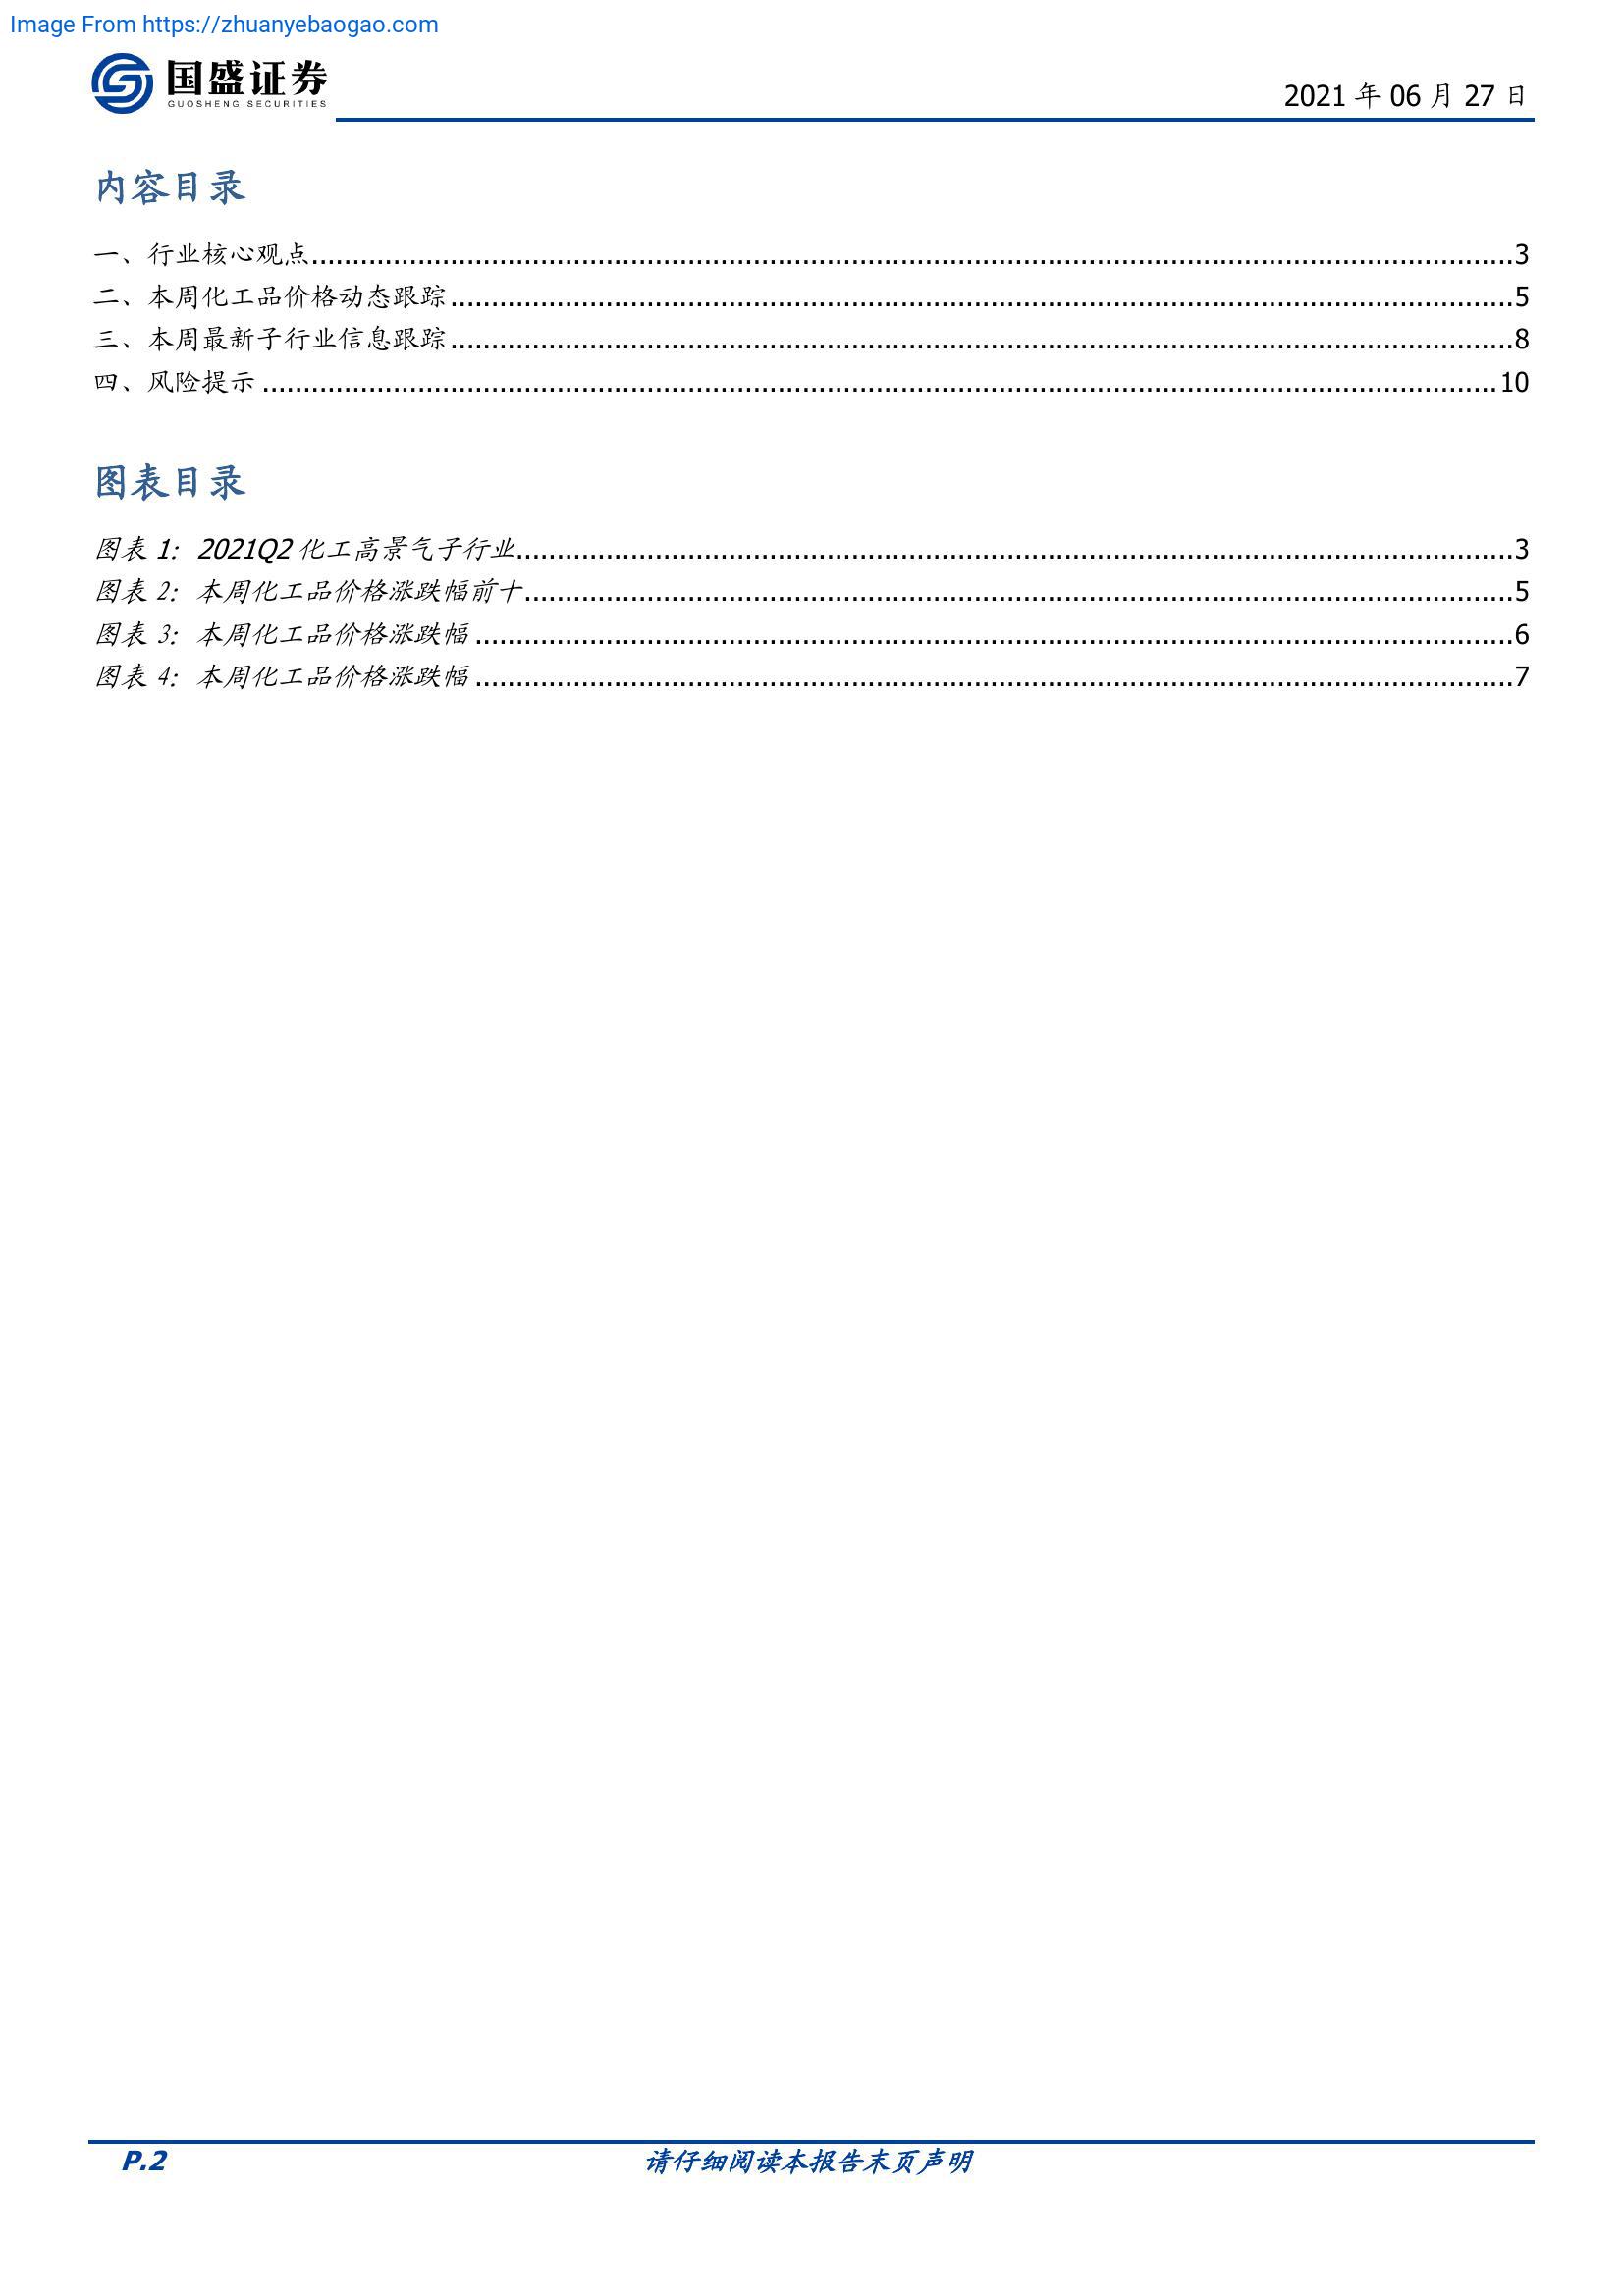 Image From https://zhuanyebaogao.com
国盛证券
GUOSHENG SECURITIES
2021 年 06 月 27 日
内容目录
一、行业核心观点........................................................................................................................3
二、本周化工品价格动态跟踪........................................................................................................................5
三、本周最新子行业信息跟踪........................................................................................................................8
四、风险提示........................................................................................................................10
图表目录
图表 1：2021Q2 化工高景气子行业........................................................................................................................3
图表 2：本周化工品价格涨跌幅前十........................................................................................................................5
图表 3：本周化工品价格涨跌幅........................................................................................................................6
图表 4：本周化工品价格涨跌幅........................................................................................................................7
P.2
请仔细阅读本报告末页声明